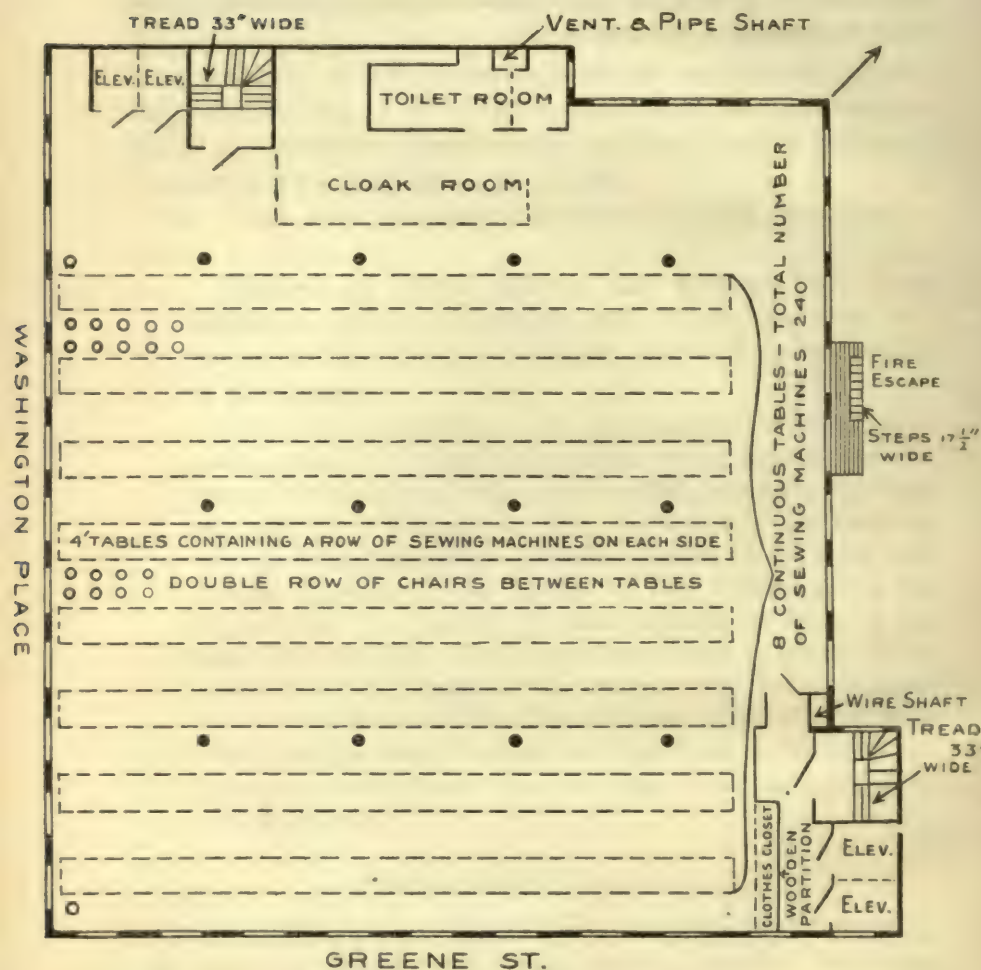 TREAD 33" WIDE
VENT. & PIPE SHAFT
ELEV. ELEV.
TOILET ROOM
CLOAK ROOM
WASHINGTON PLACE
8 CONTINUOUS TABLES - TOTAL NUMBER
OF SEWING MACHINES 240
FIRE
ESCAPE
STEPS 17 1/2"
WIDE
4' TABLES CONTAINING A ROW OF SEWING MACHINES ON EACH SIDE
DOUBLE ROW OF CHAIRS BETWEEN TABLES
WIRE SHAFT
TREAD
33"
WIDE
CLOTHES CLOSET
WOODEN
PARTITION
ELEV.
ELEV.
GREENE ST.